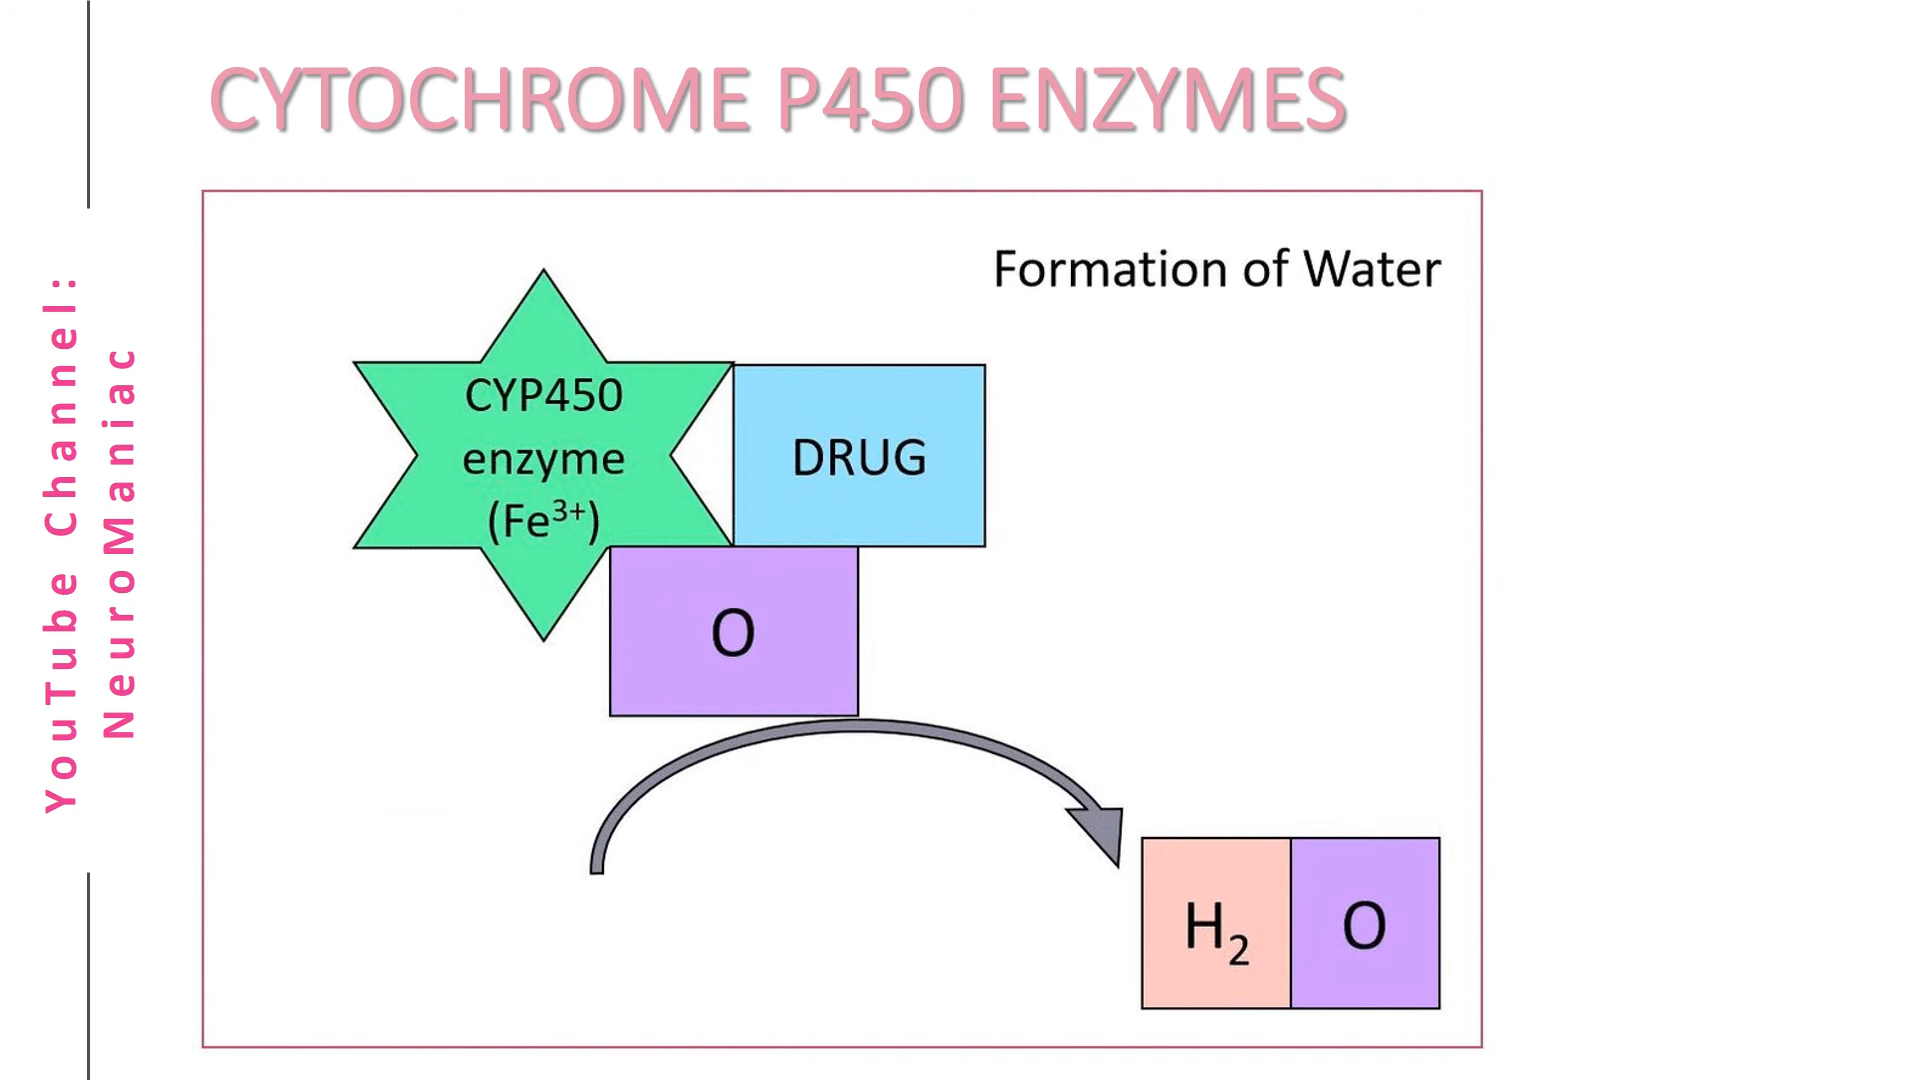 CYTOCHROME P450 ENZYMES
YouTube Channel:
NeuroManiac
Formation of Water
CYP450
enzyme
(Fe³⁺)
DRUG
O
H₂
O